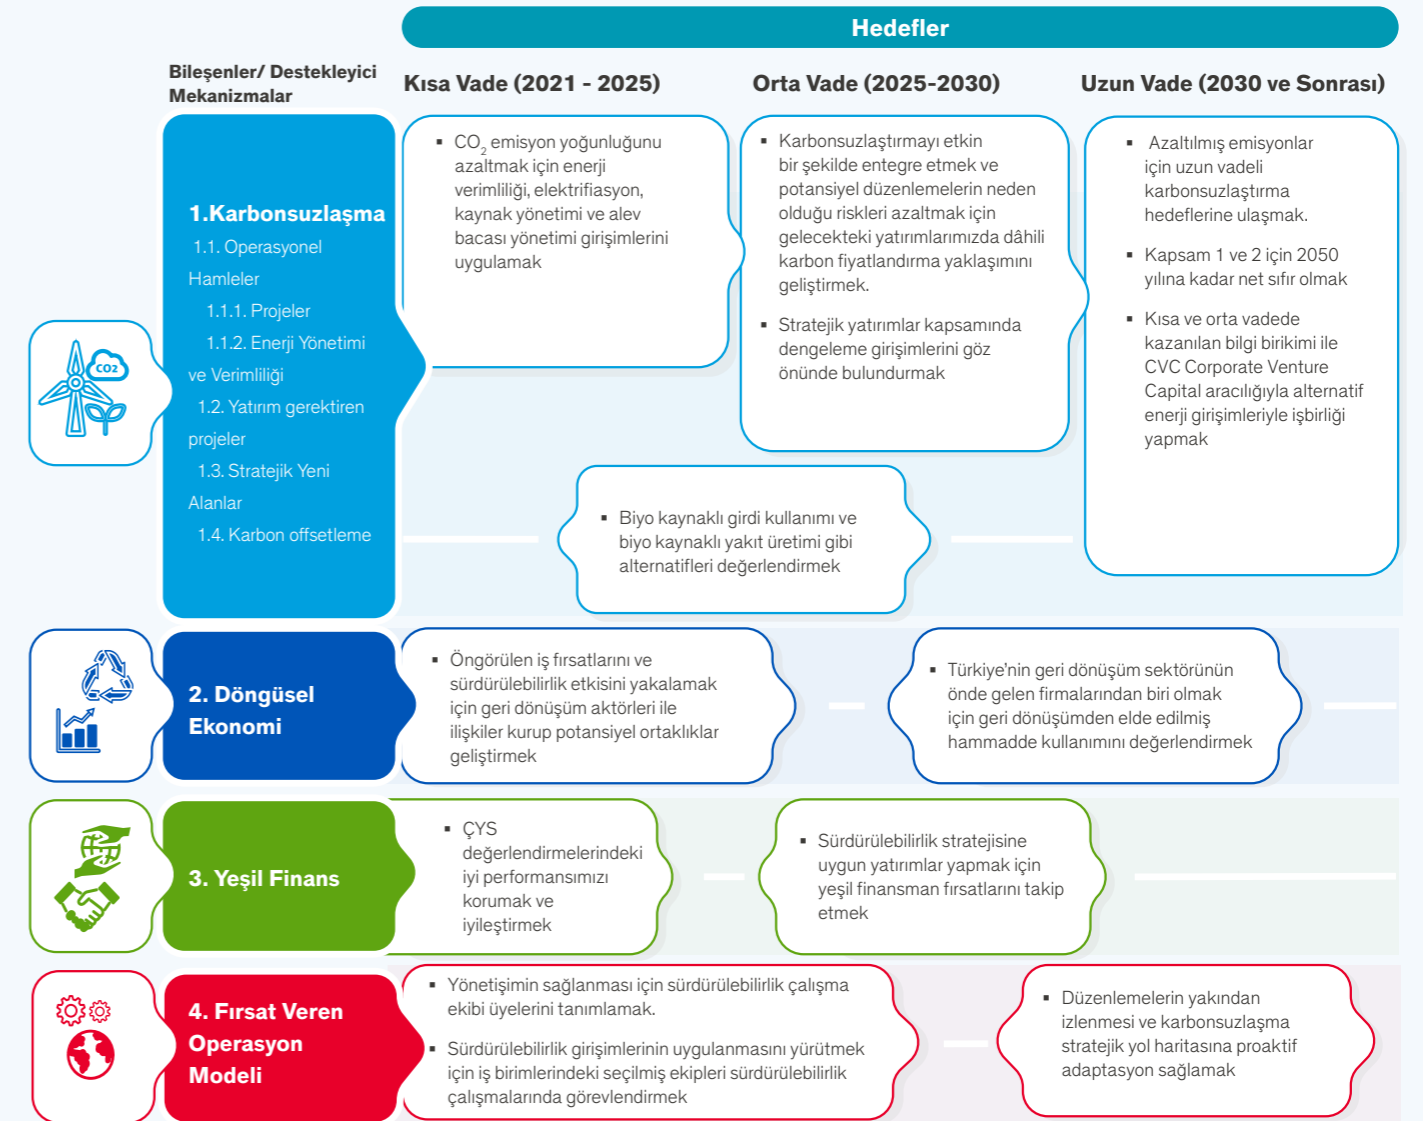 Hedefler
Bileşenler/ Destekleyici
Mekanizmalar
Kısa Vade (2021 - 2025)
Orta Vade (2025-2030)
Uzun Vade (2030 ve Sonrası)
CO2
1.Karbonsuzlaşma
1.1. Operasyonel
Hamleler
1.1.1. Projeler
1.1.2. Enerji Yönetimi
ve Verimliliği
1.2. Yatırım gerektiren
projeler
1.3. Stratejik Yeni
Alanlar
1.4. Karbon offsetleme
▪ CO₂ emisyon yoğunluğunu
azaltmak için enerji
verimliliği, elektrifiasyon,
kaynak yönetimi ve alev
bacası yönetimi girişimlerini
uygulamak
▪ Karbonsuzlaştırmayı etkin
bir şekilde entegre etmek ve
potansiyel düzenlemelerin neden
olduğu riskleri azaltmak için
gelecekteki yatırımlarımızda dâhili
karbon fiyatlandırma yaklaşımını
geliştirmek.
▪ Stratejik yatırımlar kapsamında
dengeleme girişimlerini göz
önünde bulundurmak
▪ Azaltılmış emisyonlar
için uzun vadeli
karbonsuzlaştırma
hedeflerine ulaşmak.
▪ Kapsam 1 ve 2 için 2050
yılına kadar net sıfır olmak
▪ Kısa ve orta vadede
kazanılan bilgi birikimi ile
CVC Corporate Venture
Capital aracılığıyla alternatif
enerji girişimleriyle işbirliği
yapmak
▪ Biyo kaynaklı girdi kullanımı ve
biyo kaynaklı yakıt üretimi gibi
alternatifleri değerlendirmek
2. Döngüsel
Ekonomi
▪ Öngörülen iş fırsatlarını ve
sürdürülebilirlik etkisini yakalamak
için geri dönüşüm aktörleri ile
ilişkiler kurup potansiyel ortaklıklar
geliştirmek
▪ Türkiye’nin geri dönüşüm sektörünün
önde gelen firmalarından biri olmak
için geri dönüşümden elde edilmiş
hammadde kullanımını değerlendirmek
3. Yeşil Finans
▪ ÇYS
değerlendirmelerindeki
iyi performansımızı
korumak ve
iyileştirmek
▪ Sürdürülebilirlik stratejisine
uygun yatırımlar yapmak için
yeşil finansman fırsatlarını takip
etmek
4. Fırsat Veren
Operasyon
Modeli
▪ Yönetişimin sağlanması için sürdürülebilirlik çalışma
ekibi üyelerini tanımlamak.
▪ Sürdürülebilirlik girişimlerinin uygulanmasını yürütmek
için iş birimlerindeki seçilmiş ekipleri sürdürülebilirlik
çalışmalarında görevlendirmek
▪ Düzenlemelerin yakından
izlenmesi ve karbonsuzlaşma
stratejik yol haritasına proaktif
adaptasyon sağlamak